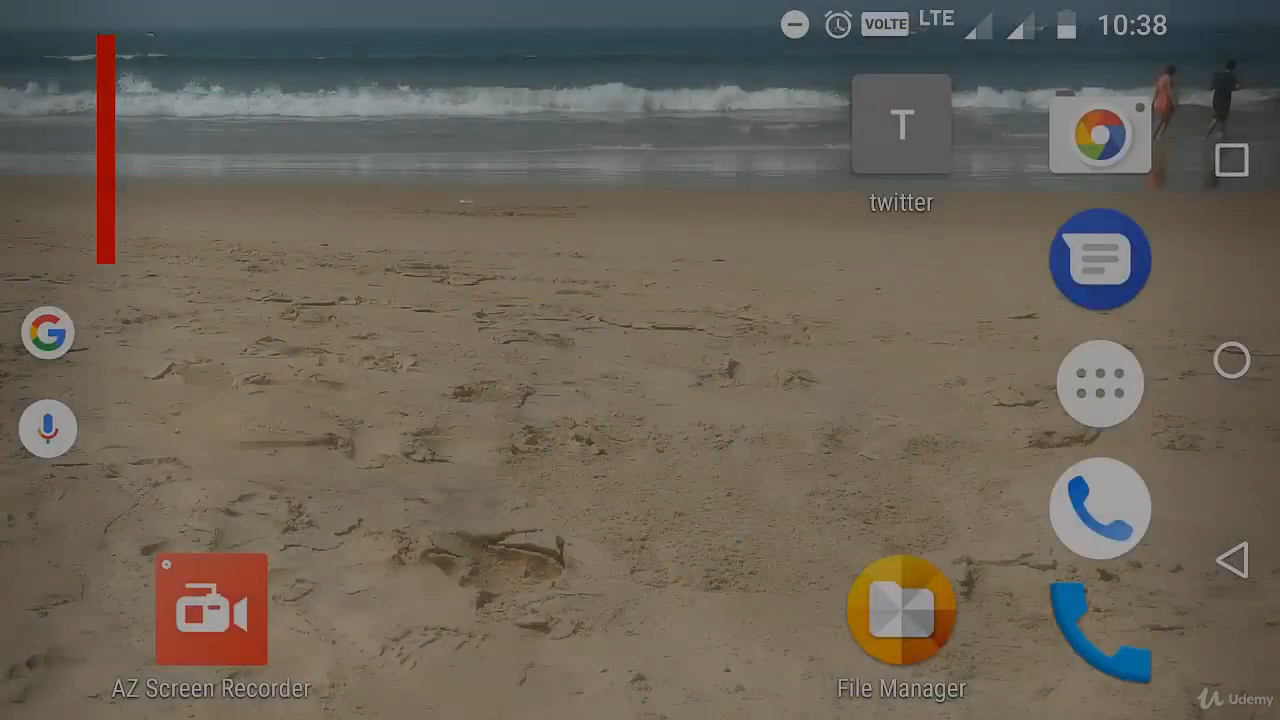 VOLTE LTE 10:38
T
twitter
AZ Screen Recorder
File Manager
Udemy